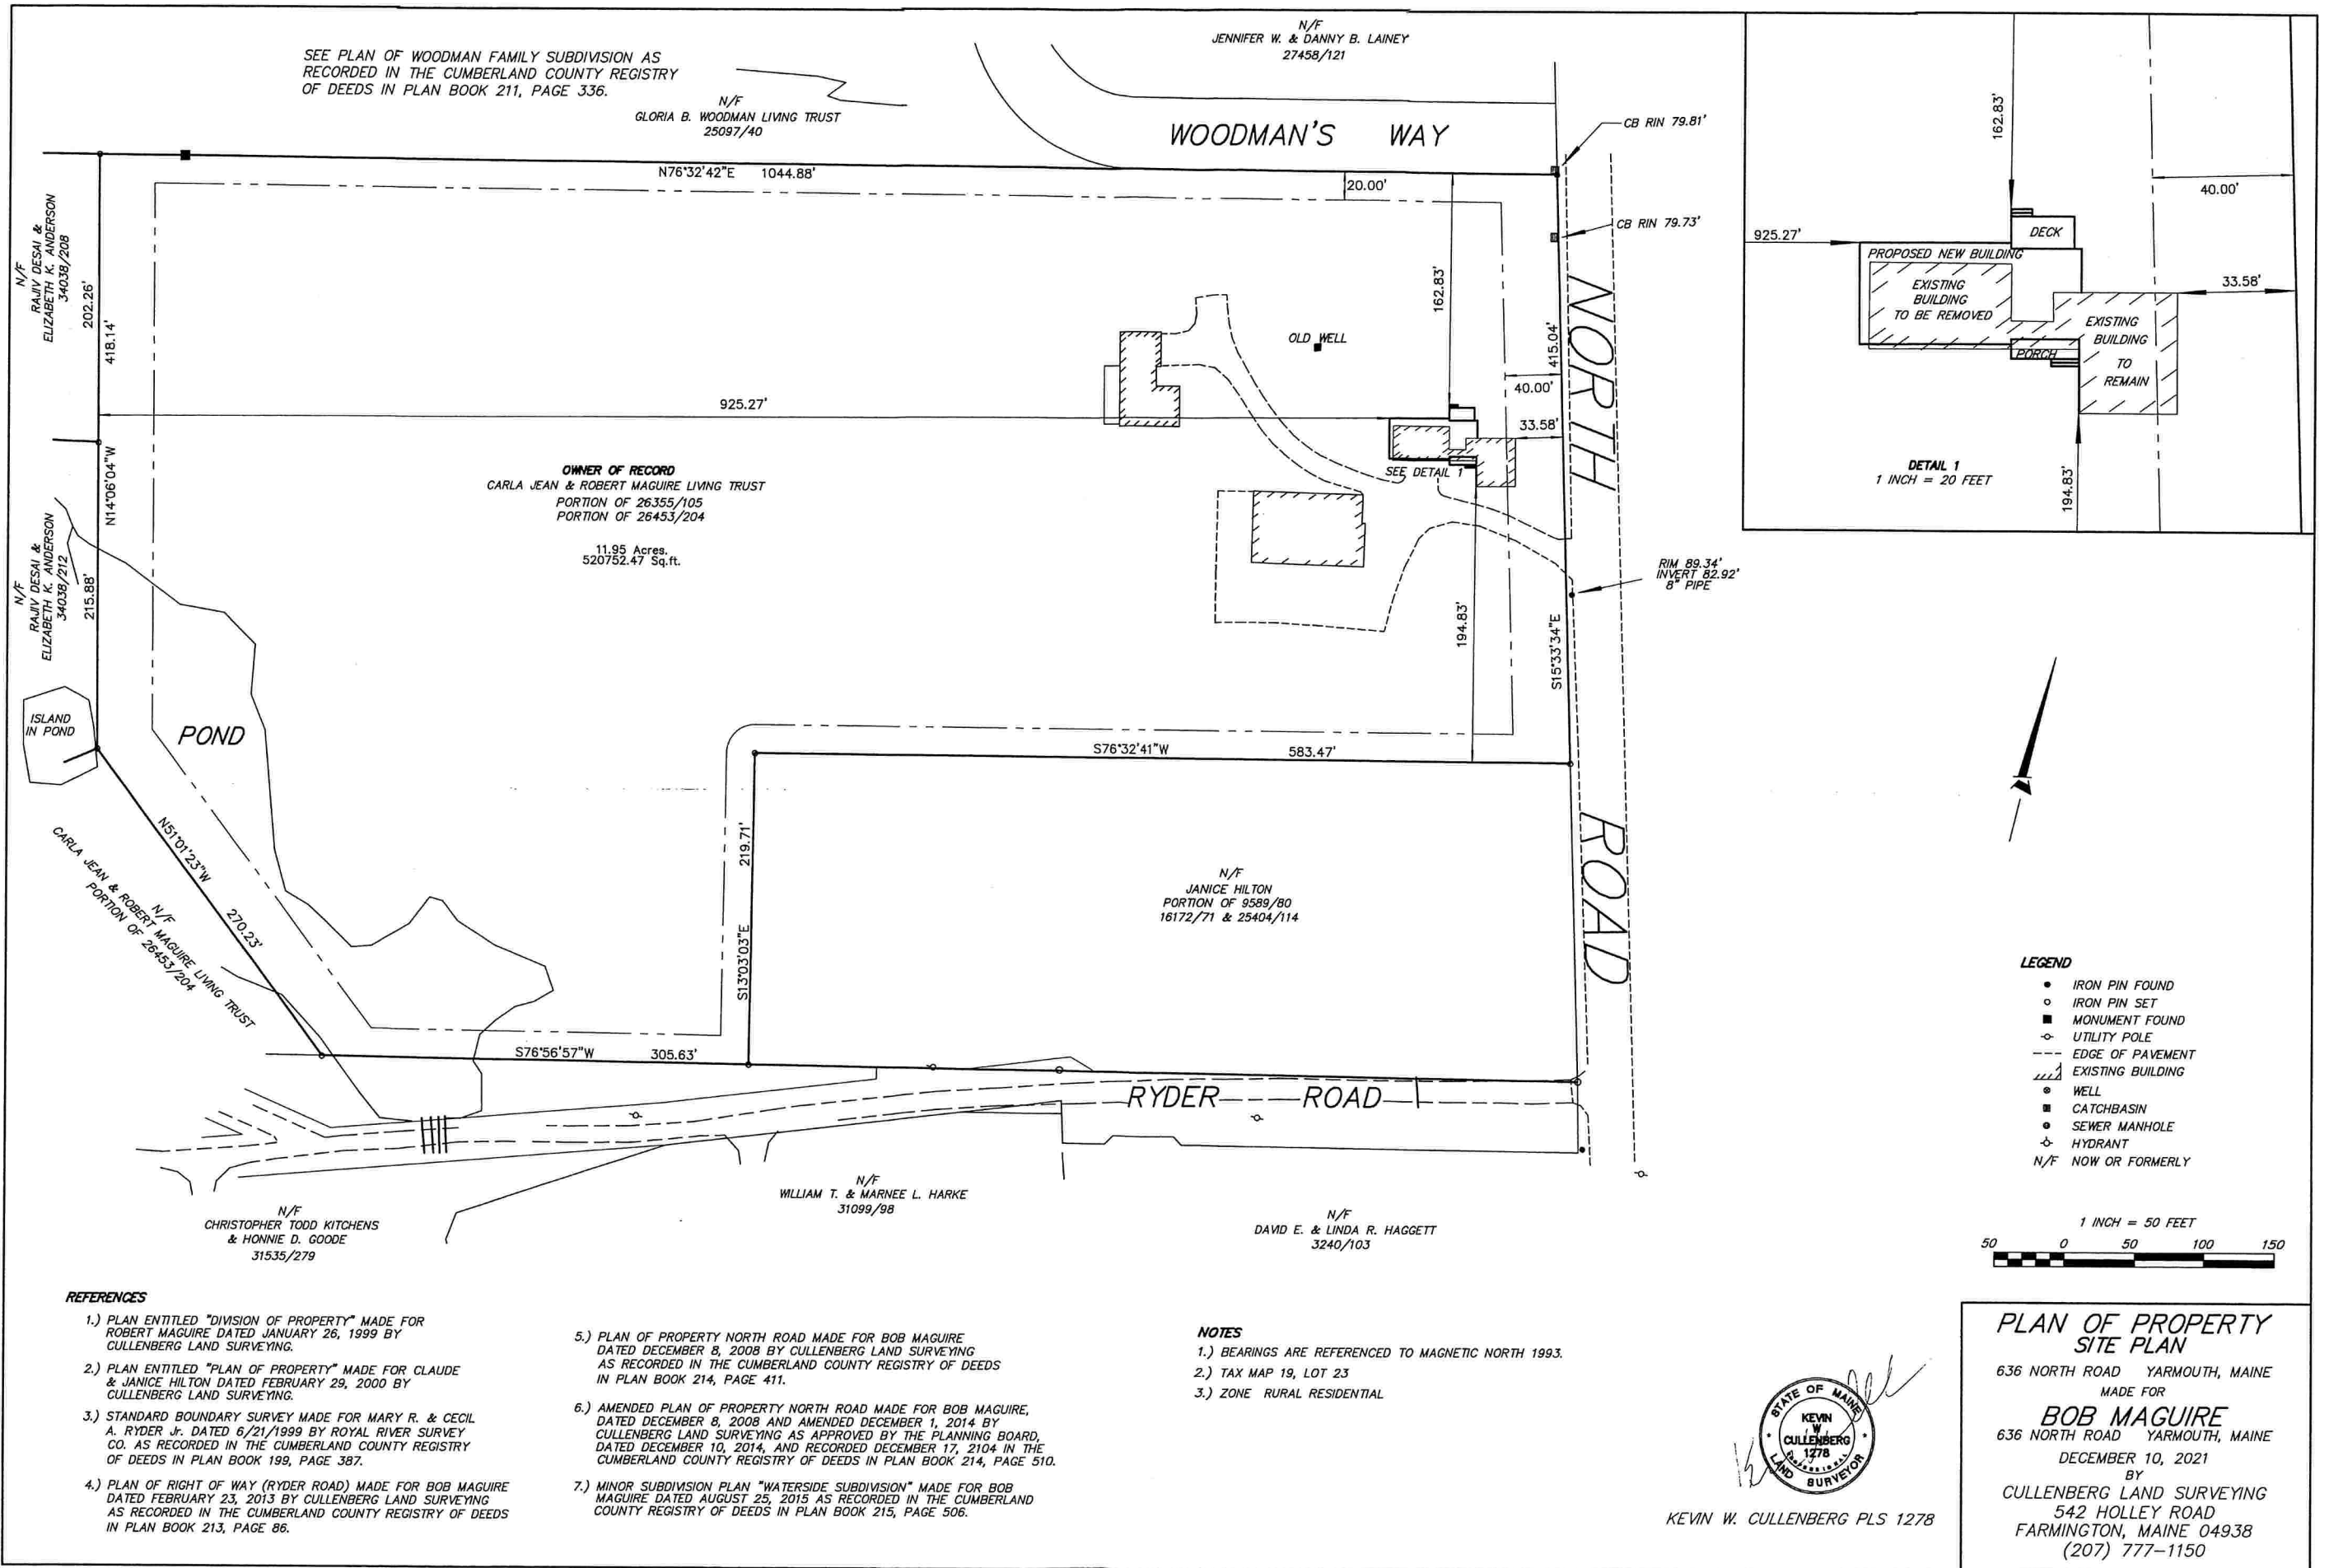 SEE PLAN OF WOODMAN FAMILY SUBDIVISION AS
RECORDED IN THE CUMBERLAND COUNTY REGISTRY
OF DEEDS IN PLAN BOOK 211, PAGE 336.
N/F
GLORIA B. WOODMAN LIVING TRUST
25097/40
N/F
JENNIFER W. & DANNY B. LAINEY
27458/121
WOODMAN'S WAY
CB RIN 79.81'
CB RIN 79.73'
N76°32'42"E 1044.88'
20.00'
N/F
RAJIV DESAI &
ELIZABETH K. ANDERSON
34038/208
202.26'
418.14'
N14°06'04"W
N/F
RAJIV DESAI &
ELIZABETH K. ANDERSON
34038/212
215.88'
162.83'
OLD WELL
415.04'
40.00'
33.58'
925.27'
SEE DETAIL 1
NORTH ROAD
OWNER OF RECORD
CARLA JEAN & ROBERT MAGUIRE LIVING TRUST
PORTION OF 26355/105
PORTION OF 26453/204
11.95 Acres.
520752.47 Sq.ft.
194.83'
S15°33'34"E
RIM 89.34'
INVERT 82.92'
8" PIPE
ISLAND
IN POND
POND
S76°32'41"W 583.47'
N51°01'23"W 270.23'
N/F
CARLA JEAN & ROBERT MAGUIRE LIVING TRUST
PORTION OF 26453/204
219.71'
S13°03'03"E
N/F
JANICE HILTON
PORTION OF 9589/80
16172/71 & 25404/114
S76°56'57"W 305.63'
RYDER ROAD
N/F
CHRISTOPHER TODD KITCHENS
& HONNIE D. GOODE
31535/279
N/F
WILLIAM T. & MARNEE L. HARKE
31099/98
N/F
DAVID E. & LINDA R. HAGGETT
3240/103
162.83'
40.00'
925.27'
DECK
PROPOSED NEW BUILDING
EXISTING
BUILDING
TO BE REMOVED
33.58'
EXISTING
BUILDING
TO
REMAIN
PORCH
DETAIL 1
1 INCH = 20 FEET
194.83'
LEGEND
IRON PIN FOUND
IRON PIN SET
MONUMENT FOUND
UTILITY POLE
EDGE OF PAVEMENT
EXISTING BUILDING
WELL
CATCHBASIN
SEWER MANHOLE
HYDRANT
N/F NOW OR FORMERLY
1 INCH = 50 FEET
50 0 50 100 150
REFERENCES
1.) PLAN ENTITLED "DIVISION OF PROPERTY" MADE FOR
ROBERT MAGUIRE DATED JANUARY 26, 1999 BY
CULLENBERG LAND SURVEYING.
2.) PLAN ENTITLED "PLAN OF PROPERTY" MADE FOR CLAUDE
& JANICE HILTON DATED FEBRUARY 29, 2000 BY
CULLENBERG LAND SURVEYING.
3.) STANDARD BOUNDARY SURVEY MADE FOR MARY R. & CECIL
A. RYDER Jr. DATED 6/21/1999 BY ROYAL RIVER SURVEY
CO. AS RECORDED IN THE CUMBERLAND COUNTY REGISTRY
OF DEEDS IN PLAN BOOK 199, PAGE 387.
4.) PLAN OF RIGHT OF WAY (RYDER ROAD) MADE FOR BOB MAGUIRE
DATED FEBRUARY 23, 2013 BY CULLENBERG LAND SURVEYING
AS RECORDED IN THE CUMBERLAND COUNTY REGISTRY OF DEEDS
IN PLAN BOOK 213, PAGE 86.
5.) PLAN OF PROPERTY NORTH ROAD MADE FOR BOB MAGUIRE
DATED DECEMBER 8, 2008 BY CULLENBERG LAND SURVEYING
AS RECORDED IN THE CUMBERLAND COUNTY REGISTRY OF DEEDS
IN PLAN BOOK 214, PAGE 411.
6.) AMENDED PLAN OF PROPERTY NORTH ROAD MADE FOR BOB MAGUIRE,
DATED DECEMBER 8, 2008 AND AMENDED DECEMBER 1, 2014 BY
CULLENBERG LAND SURVEYING AS APPROVED BY THE PLANNING BOARD,
DATED DECEMBER 10, 2014, AND RECORDED DECEMBER 17, 2104 IN THE
CUMBERLAND COUNTY REGISTRY OF DEEDS IN PLAN BOOK 214, PAGE 510.
7.) MINOR SUBDIVISION PLAN "WATERSIDE SUBDIVISION" MADE FOR BOB
MAGUIRE DATED AUGUST 25, 2015 AS RECORDED IN THE CUMBERLAND
COUNTY REGISTRY OF DEEDS IN PLAN BOOK 215, PAGE 506.
NOTES
1.) BEARINGS ARE REFERENCED TO MAGNETIC NORTH 1993.
2.) TAX MAP 19, LOT 23
3.) ZONE RURAL RESIDENTIAL
STATE OF MAINE
KEVIN
W
CULLENBERG
1278
PROFESSIONAL
LAND SURVEYOR
KEVIN W. CULLENBERG PLS 1278
PLAN OF PROPERTY
SITE PLAN
636 NORTH ROAD YARMOUTH, MAINE
MADE FOR
BOB MAGUIRE
636 NORTH ROAD YARMOUTH, MAINE
DECEMBER 10, 2021
BY
CULLENBERG LAND SURVEYING
542 HOLLEY ROAD
FARMINGTON, MAINE 04938
(207) 777-1150